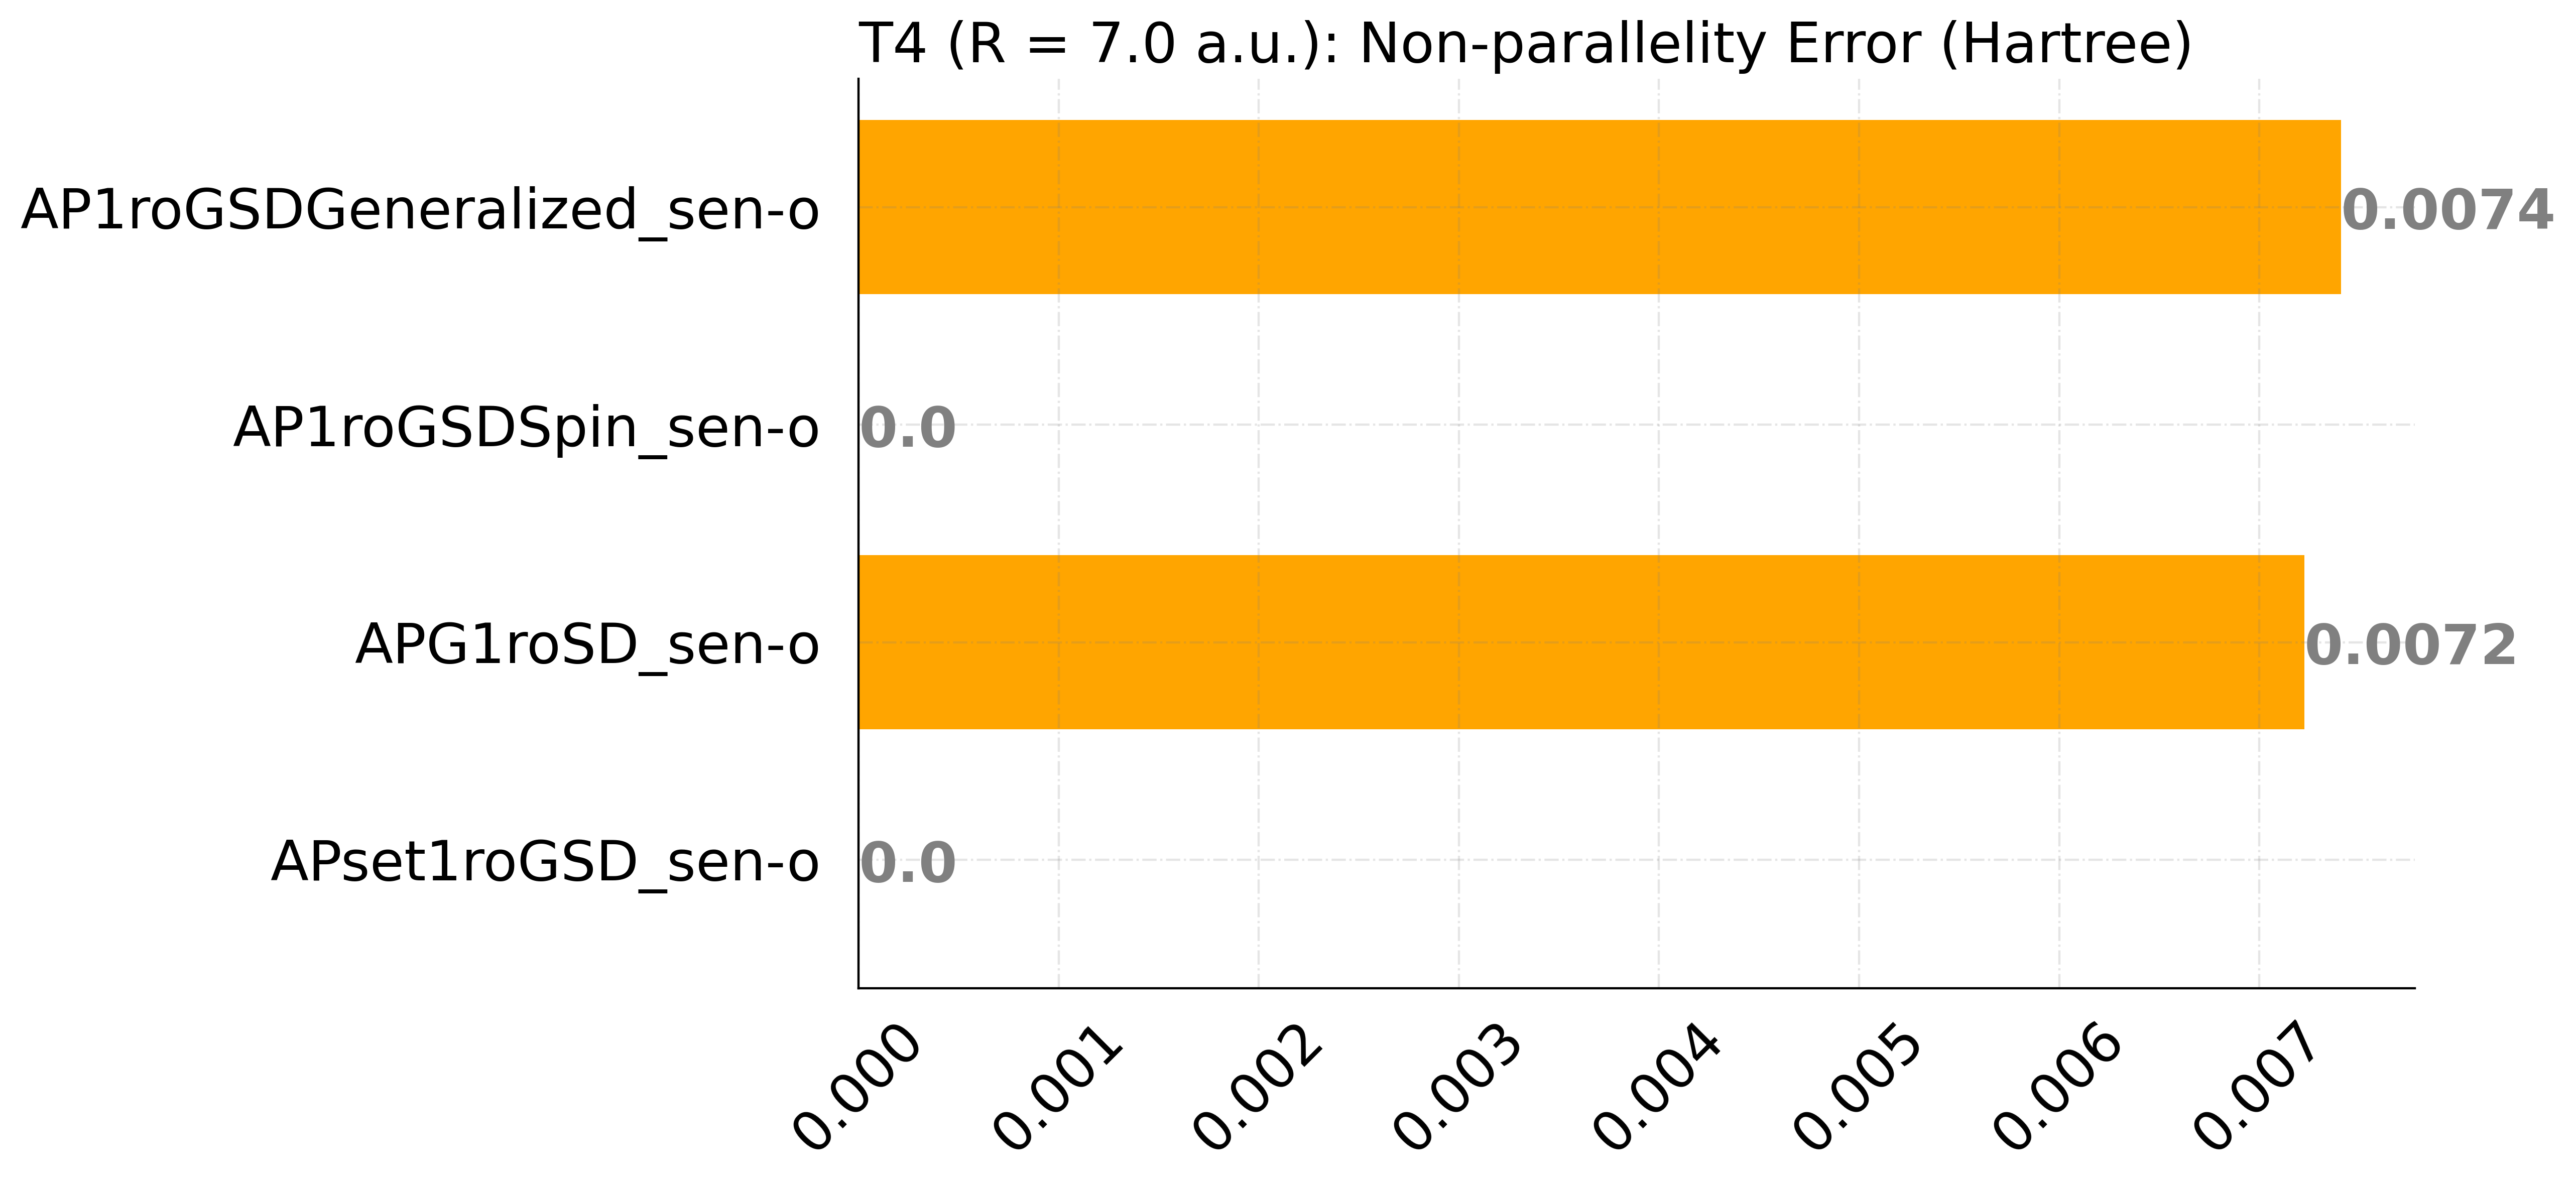 T4 (R = 7.0 a.u.): Non-parallelity Error (Hartree)
AP1roGSDGeneralized_sen-o
0.0074
AP1roGSDSpin_sen-o
0.0
APG1roSD_sen-o
0.0072
APset1roGSD_sen-o
0.0
0.000
0.001
0.002
0.003
0.004
0.005
0.006
0.007